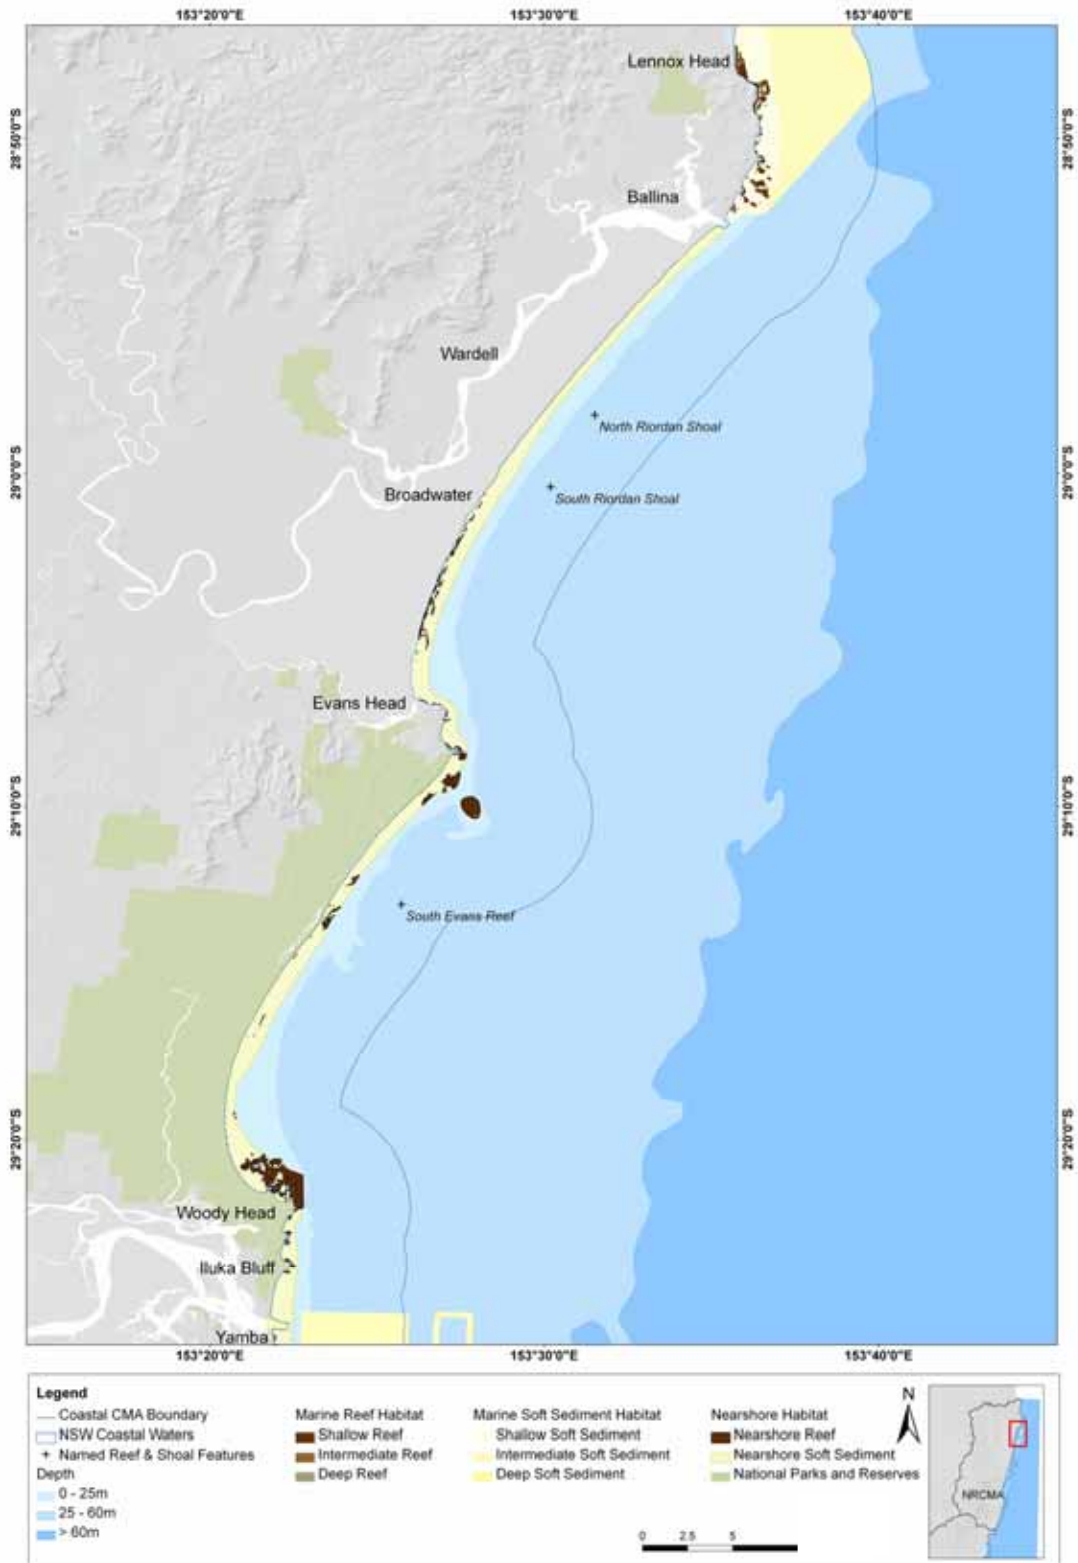 153°20'0"E 153°30'0"E 153°40'0"E
Lennox Head
28°50'0"S 28°50'0"S
Ballina
Wardell
North Riordan Shoal
29°0'0"S 29°0'0"S
Broadwater
South Riordan Shoal
Evans Head
29°10'0"S 29°10'0"S
South Evans Reef
29°20'0"S 29°20'0"S
Woody Head
Iluka Bluff
Yamba
153°20'0"E 153°30'0"E 153°40'0"E
Legend
Coastal CMA Boundary
NSW Coastal Waters
Named Reef & Shoal Features
Depth
0 - 25m
25 - 60m
> 60m
Marine Reef Habitat
Shallow Reef
Intermediate Reef
Deep Reef
Marine Soft Sediment Habitat
Shallow Soft Sediment
Intermediate Soft Sediment
Deep Soft Sediment
Nearshore Habitat
Nearshore Reef
Nearshore Soft Sediment
National Parks and Reserves
N
NRCMA
0 2.5 5